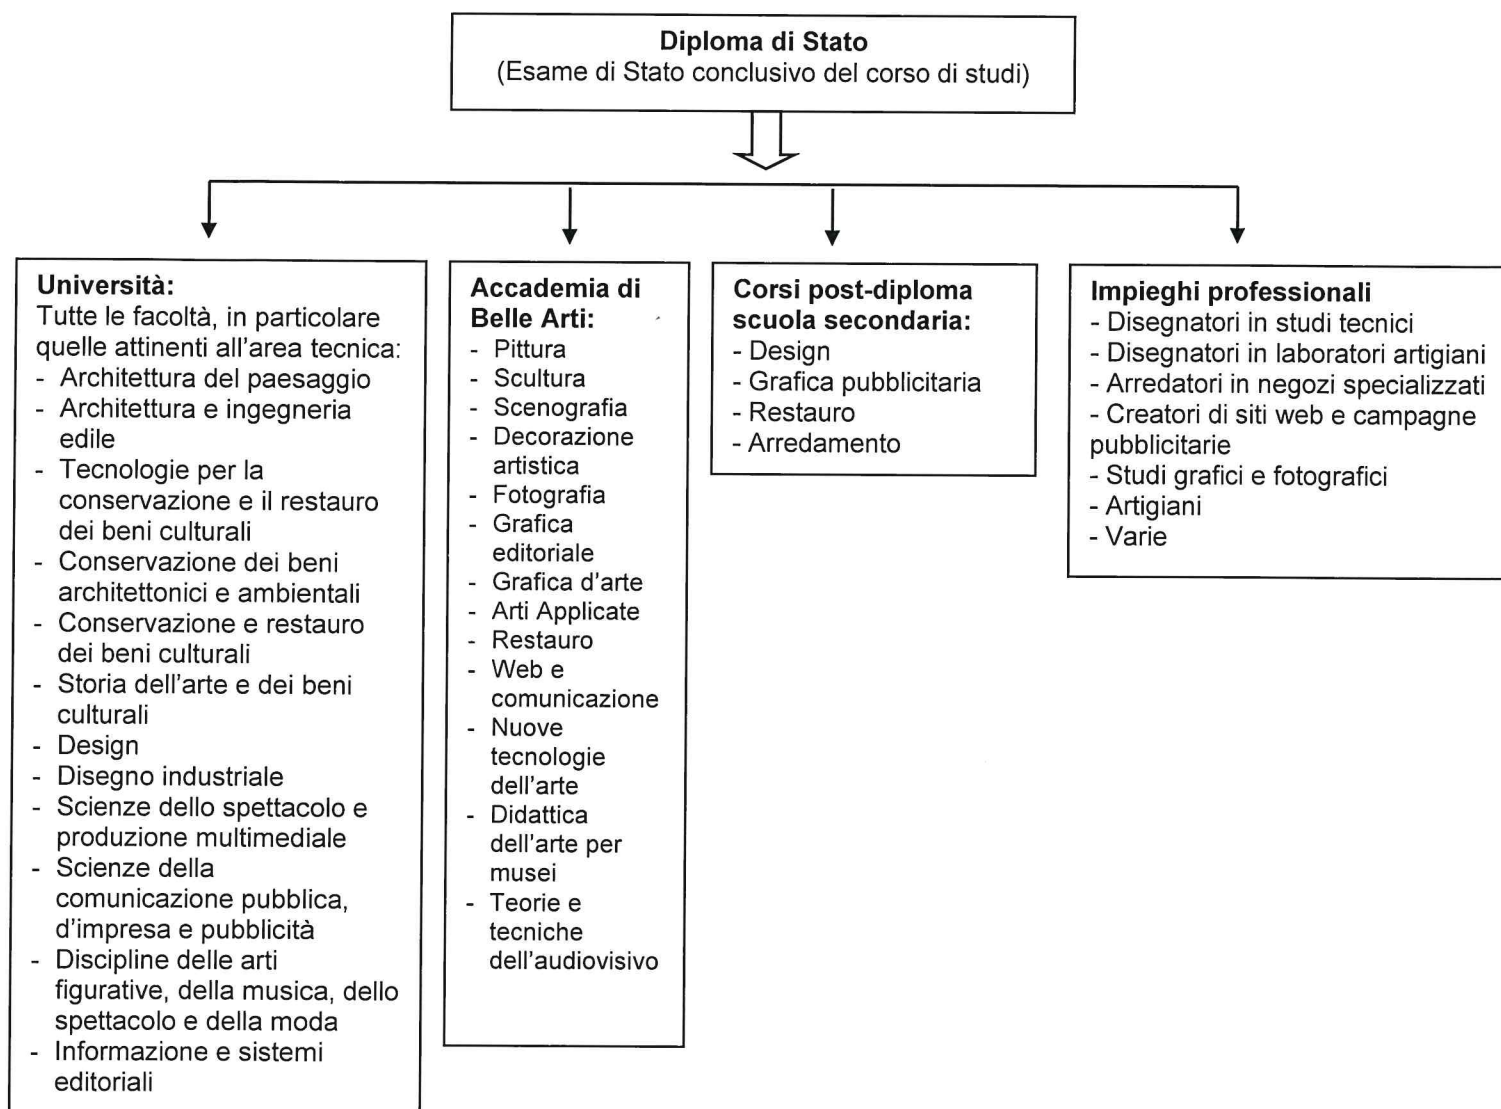 Diploma di Stato
(Esame di Stato conclusivo del corso di studi)
Università:
Tutte le facoltà, in particolare
quelle attinenti all'area tecnica:
- Architettura del paesaggio
- Architettura e ingegneria
edile
- Tecnologie per la
conservazione e il restauro
dei beni culturali
- Conservazione dei beni
architettonici e ambientali
- Conservazione e restauro
dei beni culturali
- Storia dell'arte e dei beni
culturali
- Design
- Disegno industriale
- Scienze dello spettacolo e
produzione multimediale
- Scienze della
comunicazione pubblica,
d'impresa e pubblicità
- Discipline delle arti
figurative, della musica, dello
spettacolo e della moda
- Informazione e sistemi
editoriali
Accademia di
Belle Arti:
- Pittura
- Scultura
- Scenografia
- Decorazione
artistica
- Fotografia
- Grafica
editoriale
- Grafica d'arte
- Arti Applicate
- Restauro
- Web e
comunicazione
- Nuove
tecnologie
dell'arte
- Didattica
dell'arte per
musei
- Teorie e
tecniche
dell'audiovisivo
Corsi post-diploma
scuola secondaria:
- Design
- Grafica pubblicitaria
- Restauro
- Arredamento
Impieghi professionali
- Disegnatori in studi tecnici
- Disegnatori in laboratori artigiani
- Arredatori in negozi specializzati
- Creatori di siti web e campagne
pubblicitarie
- Studi grafici e fotografici
- Artigiani
- Varie